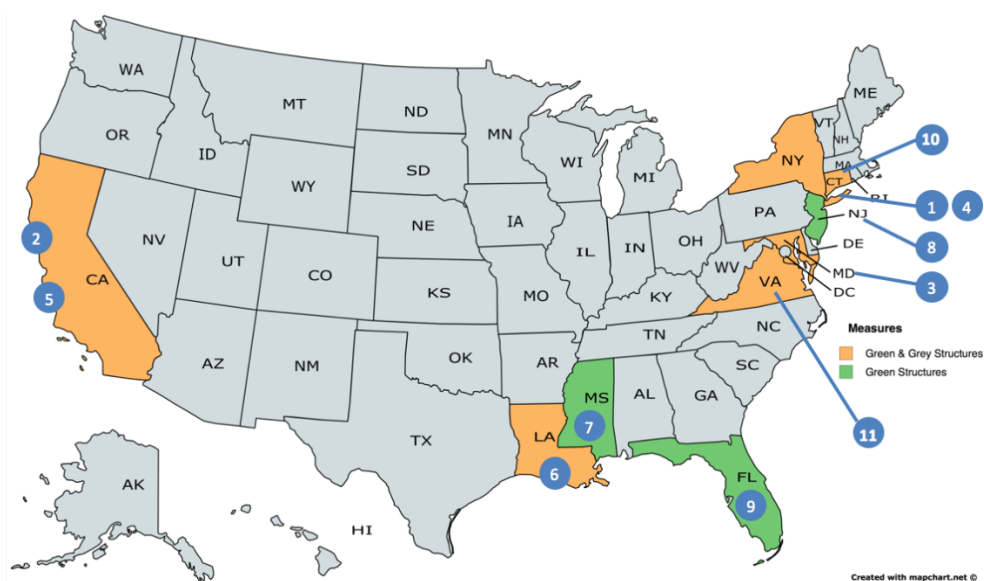 WA
MT
ND
MN
ME
VT
NH
OR
ID
SD
WI
MI
NY
MA
10
CT
RI
WY
IA
PA
1 4
NJ
NE
2
NV
UT
CO
IL
IN
OH
DE
8
CA
KS
MO
WV
VA
MD
3
DC
5
KY
NC
TN
Measures
Green & Grey Structures
Green Structures
AZ
NM
OK
AR
SC
MS
AL
GA
7
11
TX
LA
6
FL
9
AK
HI
Created with mapchart.net ©